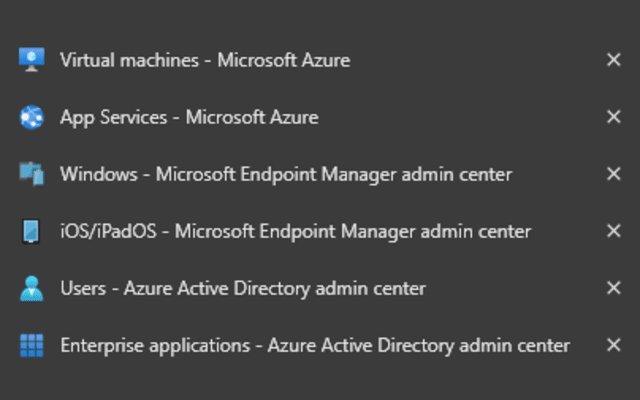 Virtual machines - Microsoft Azure
App Services - Microsoft Azure
Windows - Microsoft Endpoint Manager admin center
iOS/iPadOS - Microsoft Endpoint Manager admin center
Users - Azure Active Directory admin center
Enterprise applications - Azure Active Directory admin center